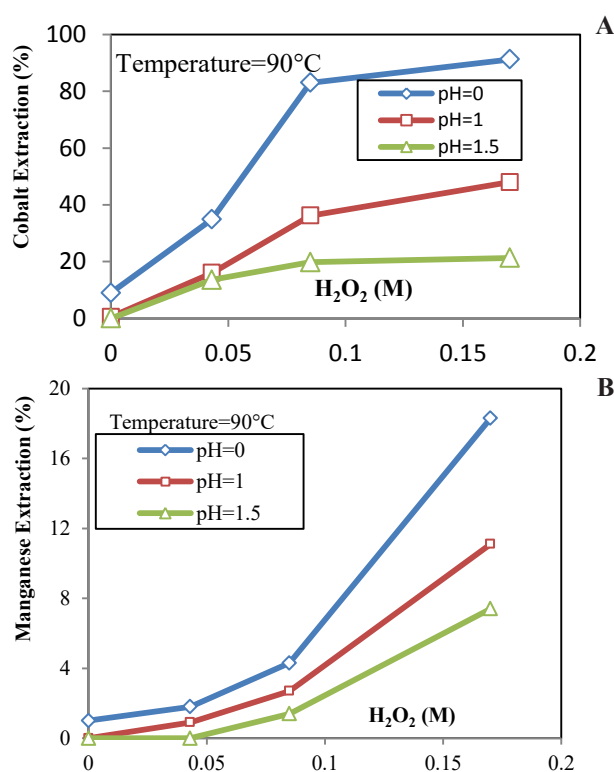 A
Cobalt Extraction (%)
100
80
60
40
20
0
Temperature=90°C
pH=0
pH=1
pH=1.5
H₂O₂ (M)
0 0.05 0.1 0.15 0.2
B
Manganese Extraction (%)
20
16
12
8
4
0
Temperature=90°C
pH=0
pH=1
pH=1.5
H₂O₂ (M)
0 0.05 0.1 0.15 0.2